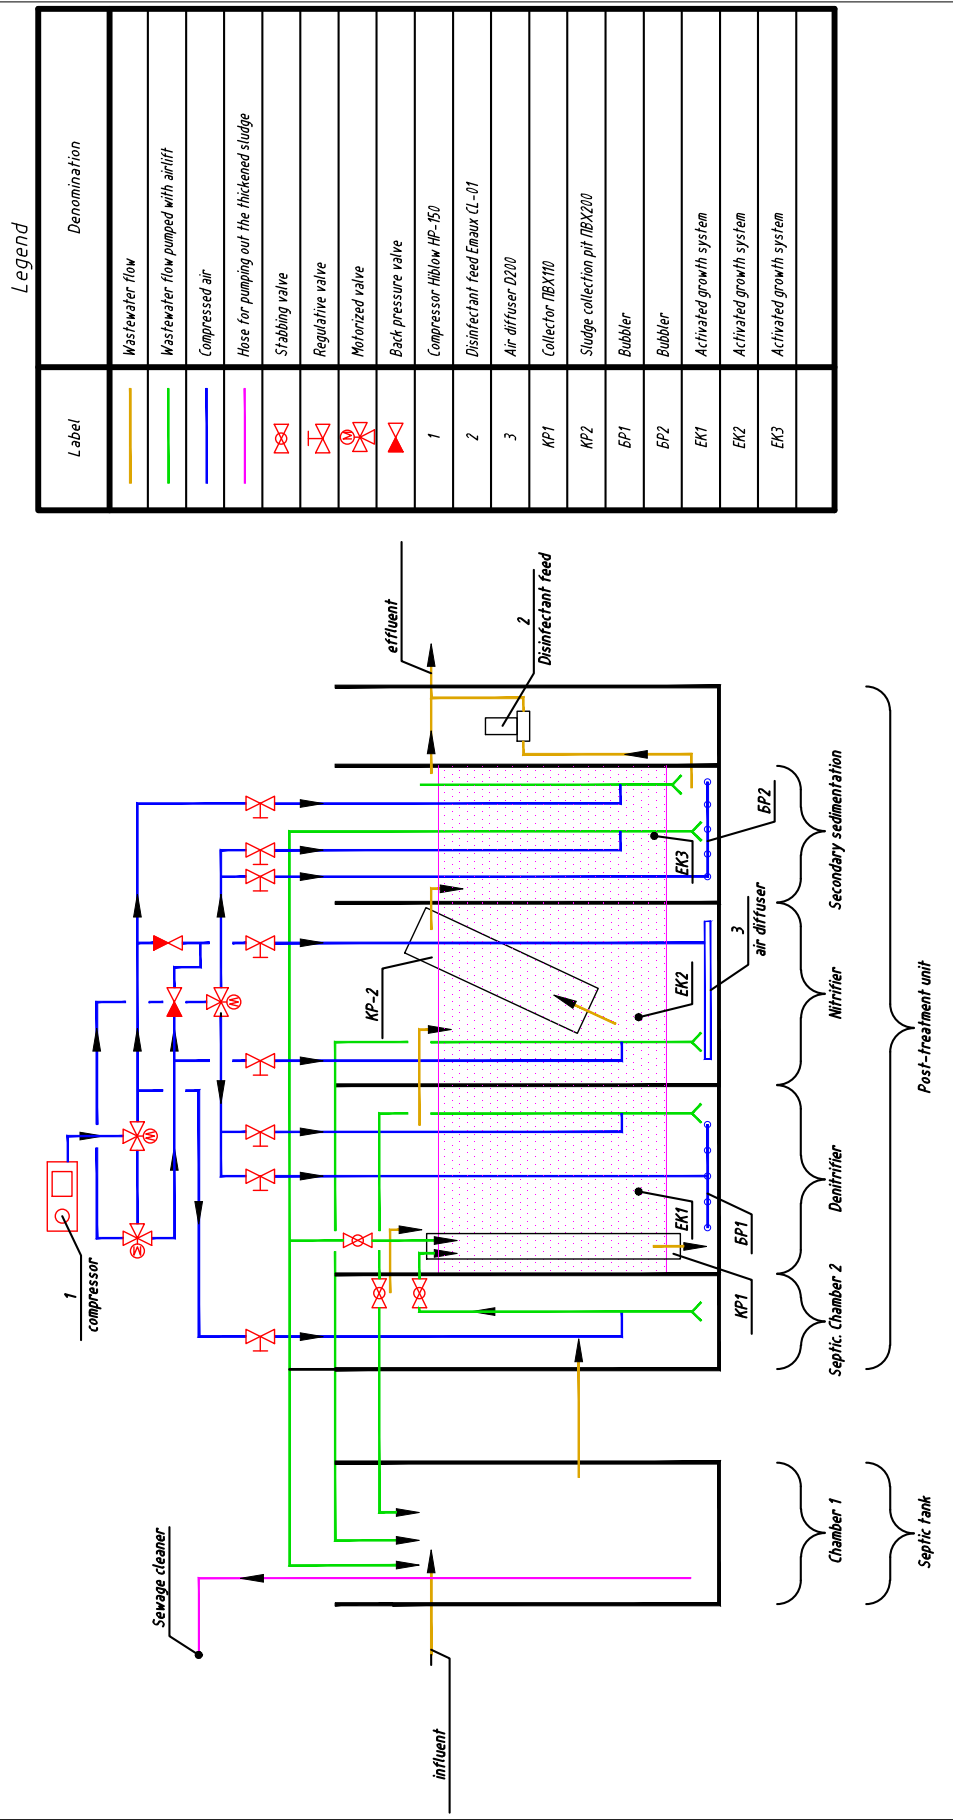 Legend
Label
Denomination
Wastewater flow
Wastewater flow pumped with airlift
Compressed air
Hose for pumping out the thickened sludge
Stabbing valve
Regulative valve
M
Motorized valve
Back pressure valve
1
Compressor Hiblow HP-150
2
Disinfectant feed Emaux CL-01
3
Air diffuser D200
КР1
Collector ПВХ110
КР2
Sludge collection pit ПВХ200
БР1
Bubbler
БР2
Bubbler
ЕК1
Activated growth system
ЕК2
Activated growth system
ЕК3
Activated growth system
influent
Sewage cleaner
1
compressor
M
M
M
КР-2
effluent
2
Disinfectant feed
КР1
БР1
ЕК1
ЕК2
3
air diffuser
ЕК3
БР2
Chamber 1
Septic. Chamber 2
Denitrifier
Nitrifier
Secondary sedimentation
Septic tank
Post-treatment unit